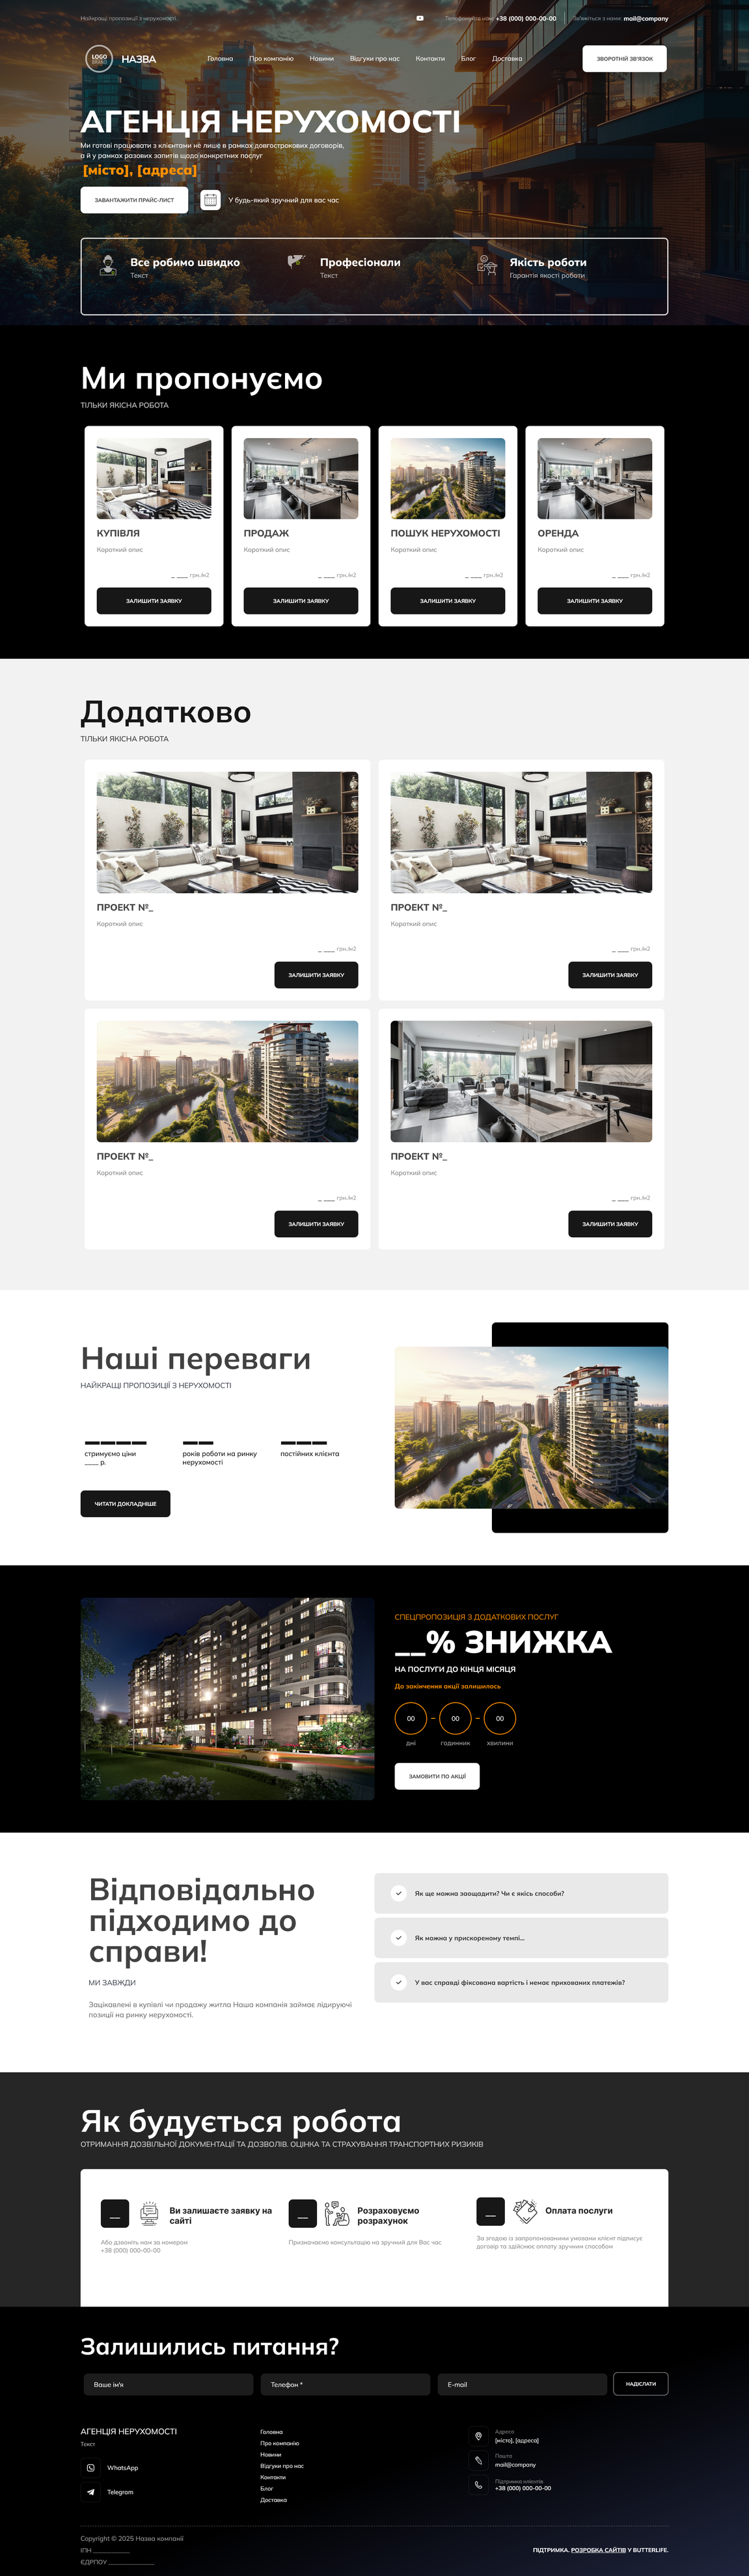 Найкращі пропозиції з нерухомості.
Телефонуйте нам: +38 (000) 000-00-00
Зв'яжіться з нами: mail@company
LOGO
BRAND
НАЗВА
Головна
Про компанію
Новини
Відгуки про нас
Контакти
Блог
Доставка
ЗВОРОТНІЙ ЗВ'ЯЗОК
АГЕНЦІЯ НЕРУХОМОСТІ
Ми готові працювати з клієнтами не лише в рамках довгострокових договорів,
а й у рамках разових запитів щодо конкретних послуг
[місто], [адреса]
ЗАВАНТАЖИТИ ПРАЙС-ЛИСТ
У будь-який зручний для вас час
Все робимо швидко
Текст
Професіонали
Текст
Якість роботи
Горантія якості роботи
Ми пропонуємо
ТІЛЬКИ ЯКІСНА РОБОТА
КУПІВЛЯ
Короткий опис
_ ___ грн./м2
ЗАЛИШИТИ ЗАЯВКУ
ПРОДАЖ
Короткий опис
_ ___ грн./м2
ЗАЛИШИТИ ЗАЯВКУ
ПОШУК НЕРУХОМОСТІ
Короткий опис
_ ___ грн./м2
ЗАЛИШИТИ ЗАЯВКУ
ОРЕНДА
Короткий опис
_ ___ грн./м2
ЗАЛИШИТИ ЗАЯВКУ
Додатково
ТІЛЬКИ ЯКІСНА РОБОТА
ПРОЕКТ №_
Короткий опис
_ ___ грн./м2
ЗАЛИШИТИ ЗАЯВКУ
ПРОЕКТ №_
Короткий опис
_ ___ грн./м2
ЗАЛИШИТИ ЗАЯВКУ
ПРОЕКТ №_
Короткий опис
_ ___ грн./м2
ЗАЛИШИТИ ЗАЯВКУ
ПРОЕКТ №_
Короткий опис
_ ___ грн./м2
ЗАЛИШИТИ ЗАЯВКУ
Наші переваги
НАЙКРАЩІ ПРОПОЗИЦІЇ З НЕРУХОМОСТІ
____
стримуємо ціни
____ р.
__
років роботи на ринку
нерухомості
___
постійних клієнта
ЧИТАТИ ДОКЛАДНІШЕ
СПЕЦПРОПОЗИЦІЯ З ДОДАТКОВИХ ПОСЛУГ
__% ЗНИЖКА
НА ПОСЛУГИ ДО КІНЦЯ МІСЯЦЯ
До закінчення акції залишилось
00 – 00 – 00
дні
годинник
хвилини
ЗАМОВИТИ ПО АКЦІЇ
Відповідально
підходимо до
справи!
МИ ЗАВЖДИ
Зацікавлені в купівлі чи продажу житла Наша компанія займає лідируючі
позиції на ринку нерухомості.
Як ще можна заощадити? Чи є якісь способи?
Як можна у прискореному темпі...
У вас справді фіксована вартість і немає прихованих платежів?
Як будується робота
ОТРИМАННЯ ДОЗВІЛЬНОЇ ДОКУМЕНТАЦІЇ ТА ДОЗВОЛІВ. ОЦІНКА ТА СТРАХУВАННЯ ТРАНСПОРТНИХ РИЗИКІВ
__
Ви залишаєте заявку на
сайті
Або дзвоніть нам за номером
+38 (000) 000-00-00
__
Розраховуємо
розрахунок
Призначаємо консультацію на зручний для Вас час
__
Оплата послуги
За згодою із запропонованими умовами клієнт підписує
договір та здійснює оплату зручним способом
Залишились питання?
Ваше ім'я
Телефон *
E-mail
НАДІСЛАТИ
АГЕНЦІЯ НЕРУХОМОСТІ
Текст
WhatsApp
Telegram
Головна
Про компанію
Новини
Відгуки про нас
Контакти
Блог
Доставка
Адреса
[місто], [адреса]
Пошта
mail@company
Підтримка клієнтів
+38 (000) 000-00-00
Copyright © 2025 Назва компанії
ІПН ____________
ЄДРПОУ _______________
ПІДТРИМКА. РОЗРОБКА САЙТІВ У BUTTERLIFE.